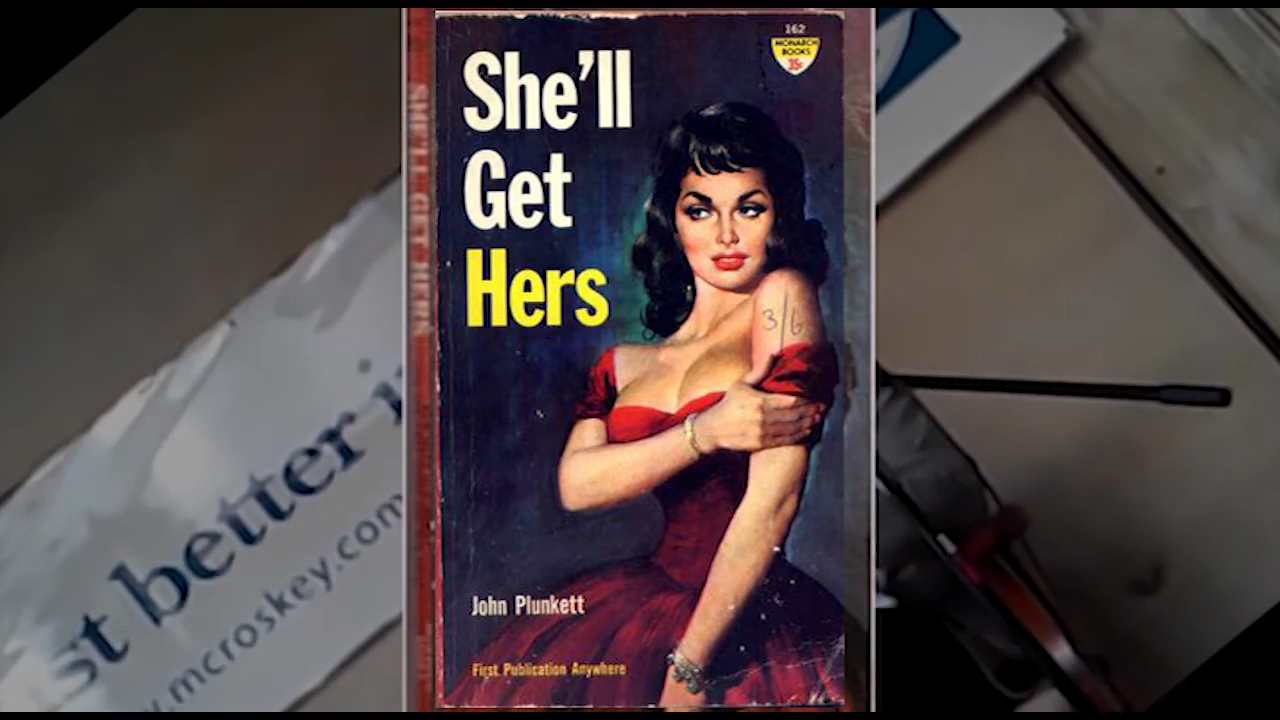 162
MONARCH
BOOKS
35¢
She'll
Get
Hers
3/6
John Plunkett
First Publication Anywhere
SHE'LL GET HERS
st better i
.mcroskey.com